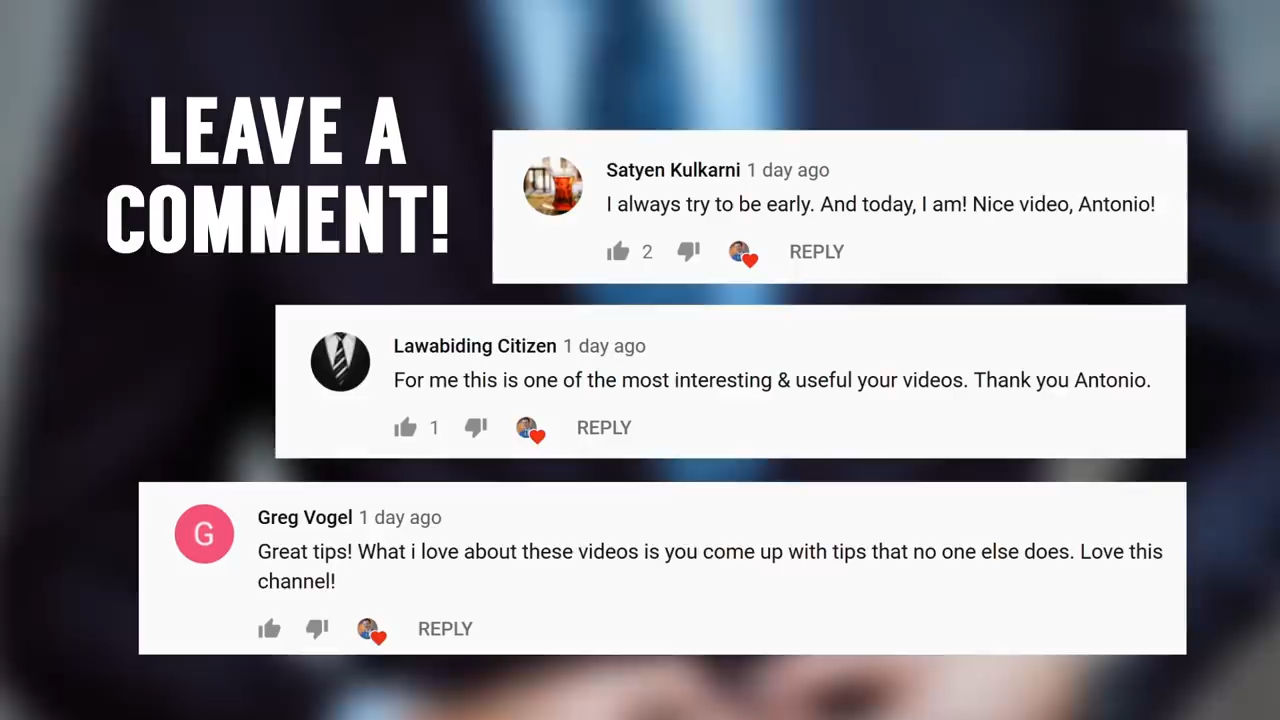 LEAVE A
COMMENT!
Satyen Kulkarni 1 day ago
I always try to be early. And today, I am! Nice video, Antonio!
2 REPLY
Lawabiding Citizen 1 day ago
For me this is one of the most interesting & useful your videos. Thank you Antonio.
1 REPLY
G
Greg Vogel 1 day ago
Great tips! What i love about these videos is you come up with tips that no one else does. Love this
channel!
REPLY